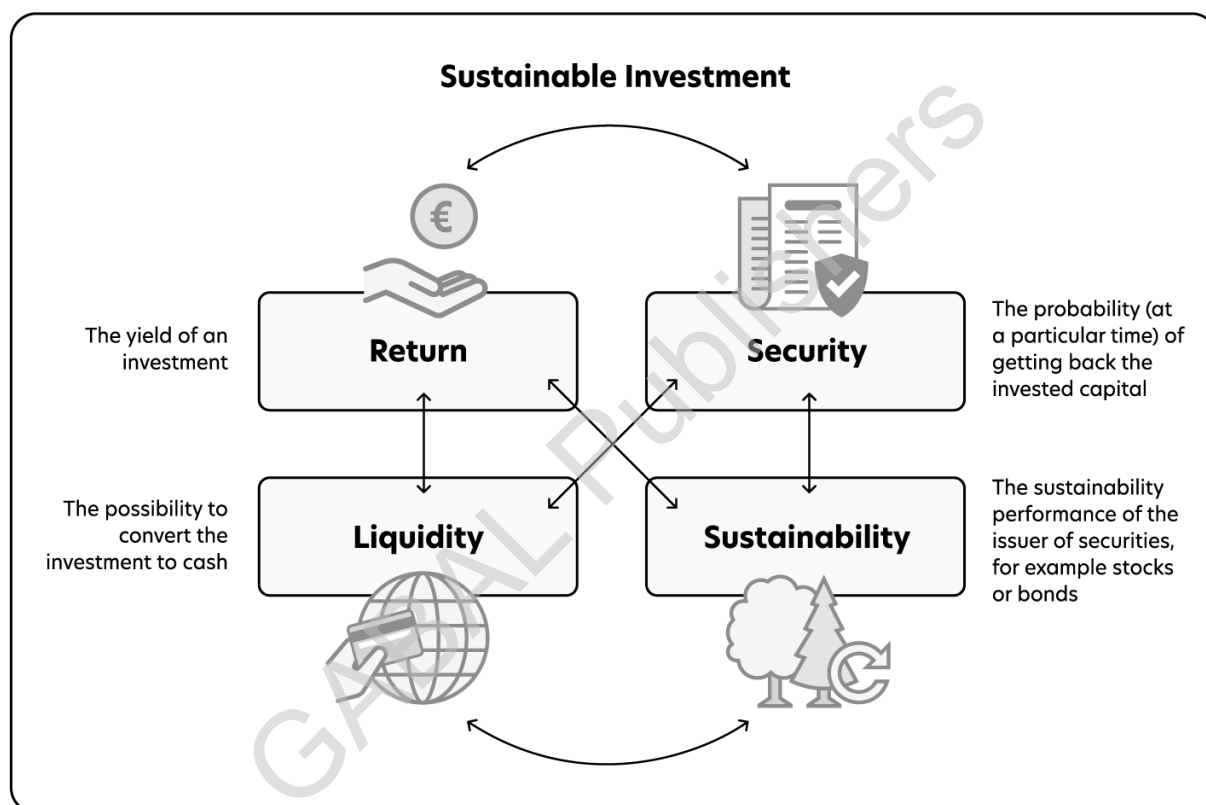 Sustainable Investment
€
The yield of an
investment
Return
Security
The probability (at
a particular time) of
getting back the
invested capital
The possibility to
convert the
investment to cash
Liquidity
Sustainability
The sustainability
performance of the
issuer of securities,
for example stocks
or bonds
GABAL Publishers